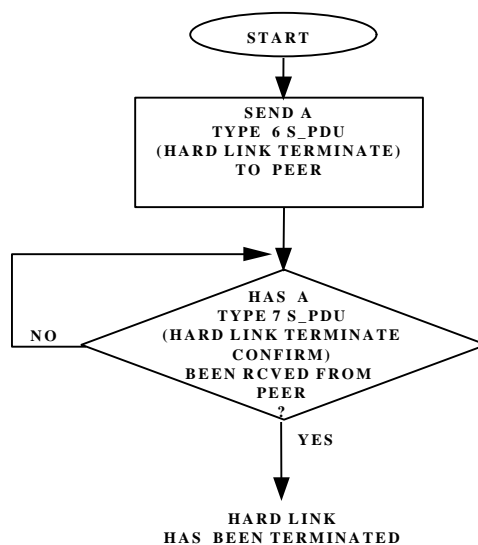 START
SEND A
TYPE 6 S_PDU
(HARD LINK TERMINATE)
TO PEER
HAS A
TYPE 7 S_PDU
(HARD LINK TERMINATE
CONFIRM)
BEEN RCVED FROM
PEER
?
NO
YES
HARD LINK
HAS BEEN TERMINATED